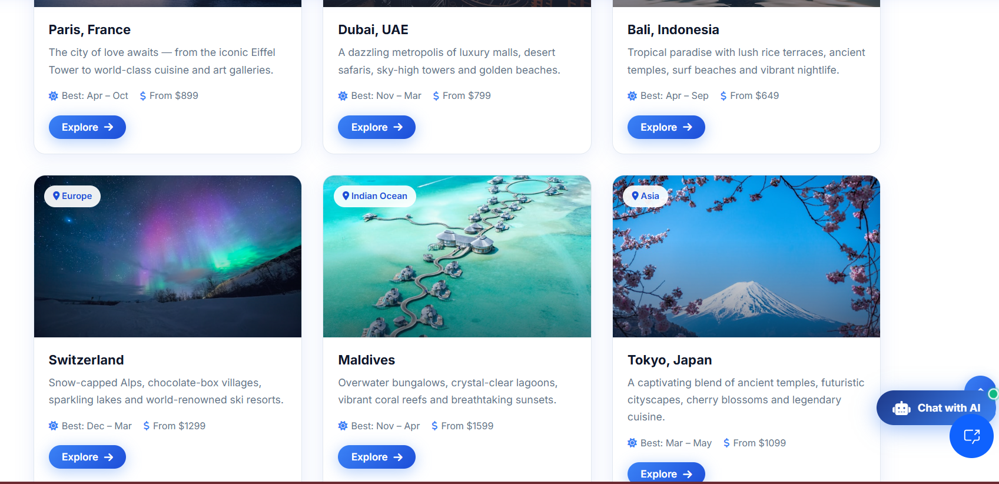 Paris, France
The city of love awaits — from the iconic Eiffel
Tower to world-class cuisine and art galleries.
Best: Apr – Oct $ From $899
Explore →
Dubai, UAE
A dazzling metropolis of luxury malls, desert
safaris, sky-high towers and golden beaches.
Best: Nov – Mar $ From $799
Explore →
Bali, Indonesia
Tropical paradise with lush rice terraces, ancient
temples, surf beaches and vibrant nightlife.
Best: Apr – Sep $ From $649
Explore →
Europe
Switzerland
Snow-capped Alps, chocolate-box villages,
sparkling lakes and world-renowned ski resorts.
Best: Dec – Mar $ From $1299
Explore →
Indian Ocean
Maldives
Overwater bungalows, crystal-clear lagoons,
vibrant coral reefs and breathtaking sunsets.
Best: Nov – Apr $ From $1599
Explore →
Asia
Tokyo, Japan
A captivating blend of ancient temples, futuristic
cityscapes, cherry blossoms and legendary
cuisine.
Best: Mar – May $ From $1099
Explore →
Chat with AI